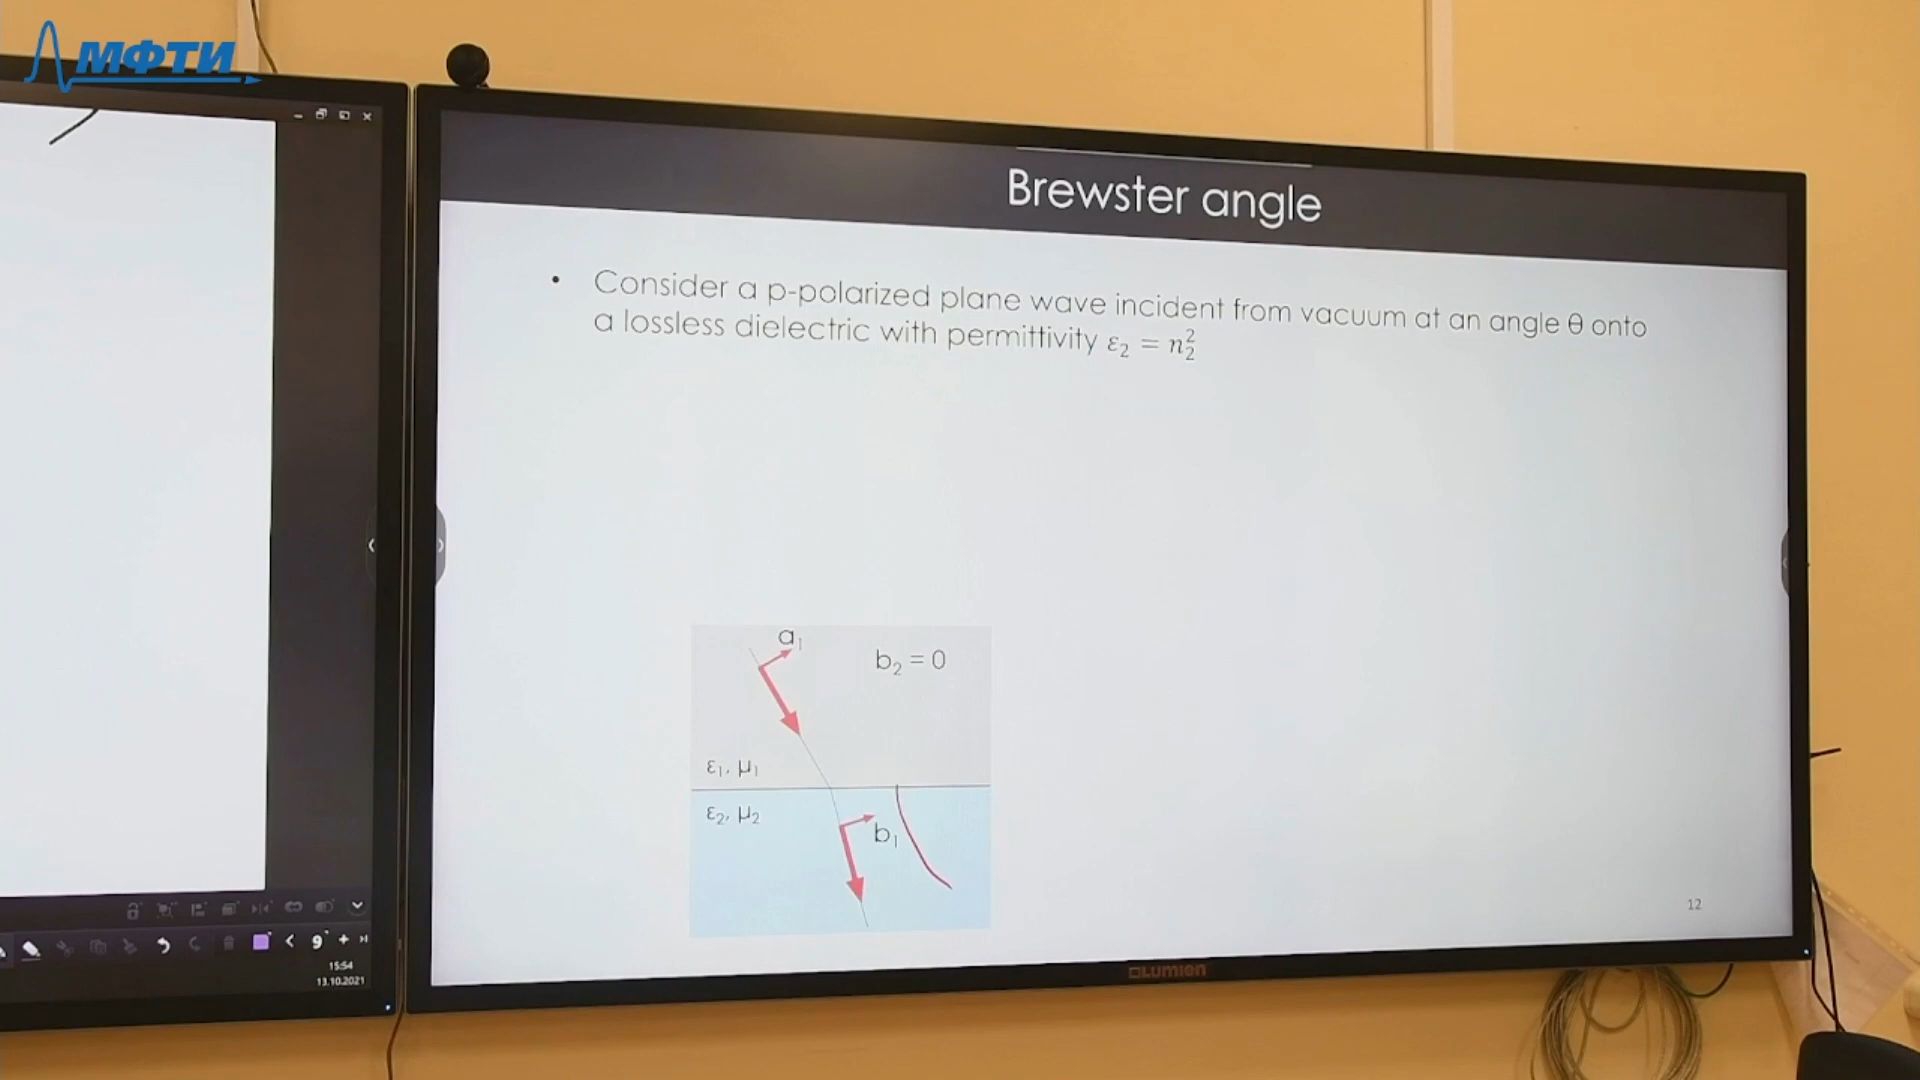 МФТИ
Brewster angle
• Consider a p-polarized plane wave incident from vacuum at an angle θ onto
a lossless dielectric with permittivity ε₂ = n₂²
a₁
b₂ = 0
ε₁, μ₁
ε₂, μ₂
b₁
12
9
15:54
13.10.2021
LUMIEN